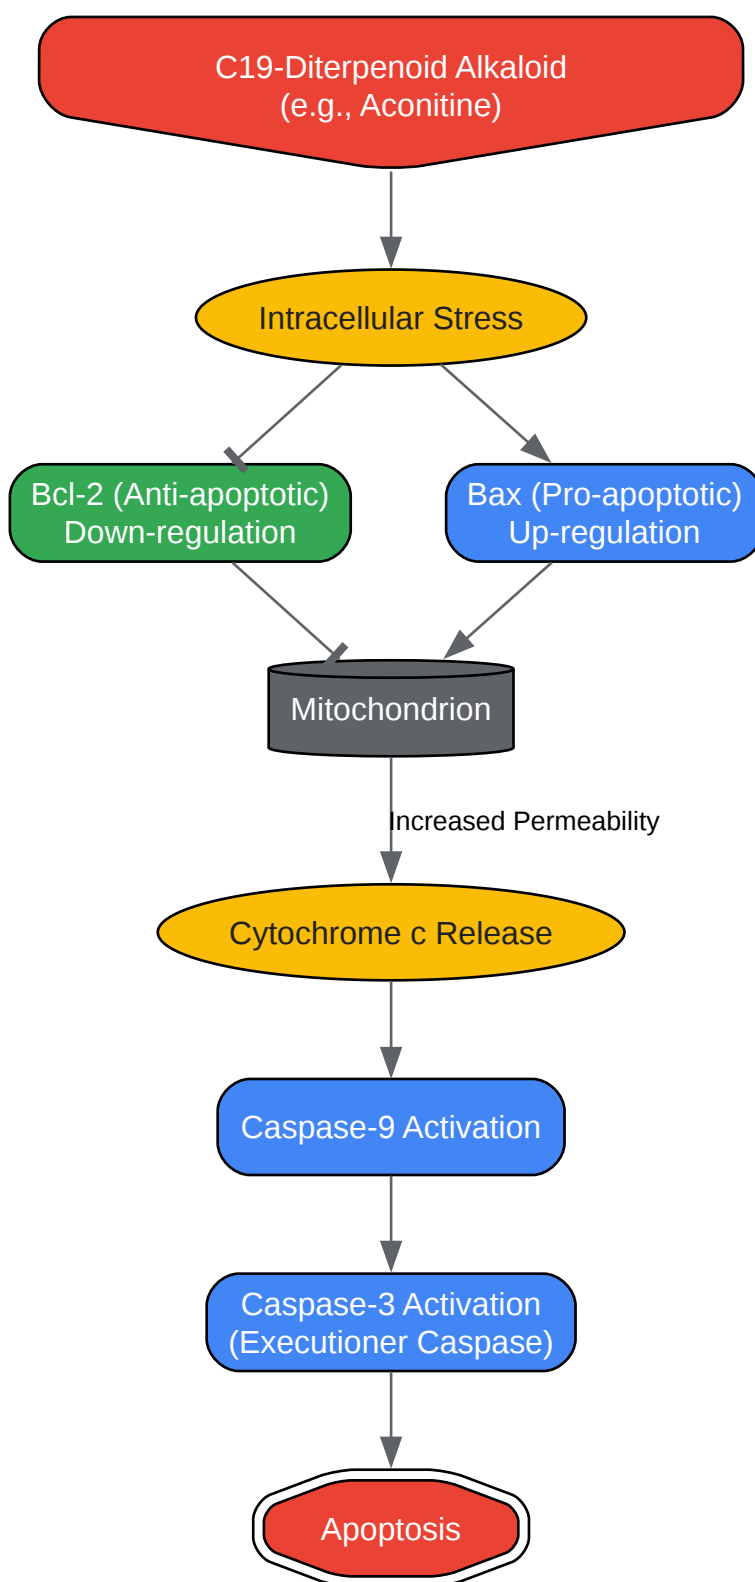 C19-Diterpenoid Alkaloid
(e.g., Aconitine)
Intracellular Stress
Bcl-2 (Anti-apoptotic)
Down-regulation
Bax (Pro-apoptotic)
Up-regulation
Mitochondrion
Increased Permeability
Cytochrome c Release
Caspase-9 Activation
Caspase-3 Activation
(Executioner Caspase)
Apoptosis